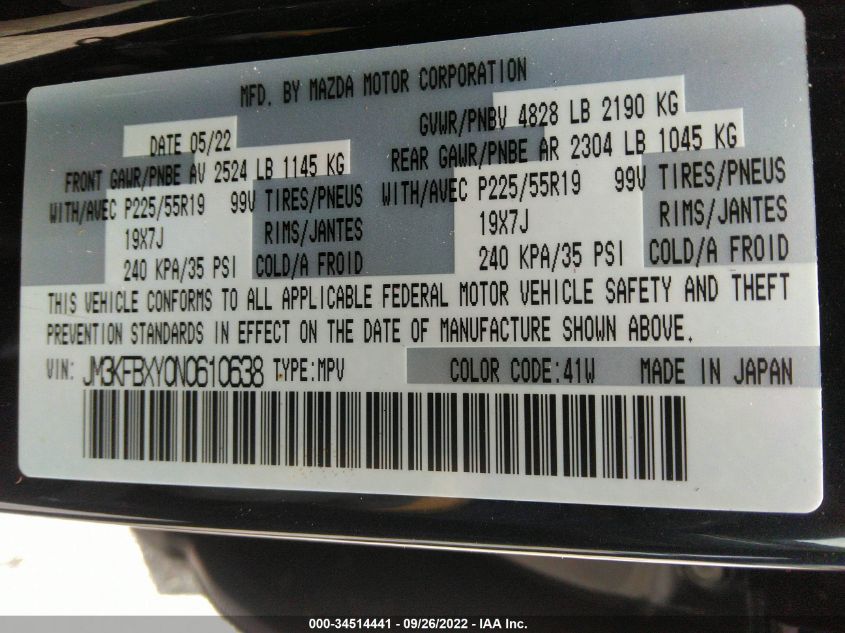 MFD. BY MAZDA MOTOR CORPORATION
DATE 05/22 GVWR/PNBV 4828 LB 2190 KG
FRONT GAWR/PNBE AV 2524 LB 1145 KG REAR GAWR/PNBE AR 2304 LB 1045 KG
WITH/AVEC P225/55R19 99V TIRES/PNEUS WITH/AVEC P225/55R19 99V TIRES/PNEUS
19X7J RIMS/JANTES 19X7J RIMS/JANTES
240 KPA/35 PSI COLD/A FROID 240 KPA/35 PSI COLD/A FROID
THIS VEHICLE CONFORMS TO ALL APPLICABLE FEDERAL MOTOR VEHICLE SAFETY AND THEFT
PREVENTION STANDARDS IN EFFECT ON THE DATE OF MANUFACTURE SHOWN ABOVE.
VIN: JM3KFBXY0N0610638 TYPE:MPV COLOR CODE:41W MADE IN JAPAN
000-34514441 - 09/26/2022 - IAA Inc.